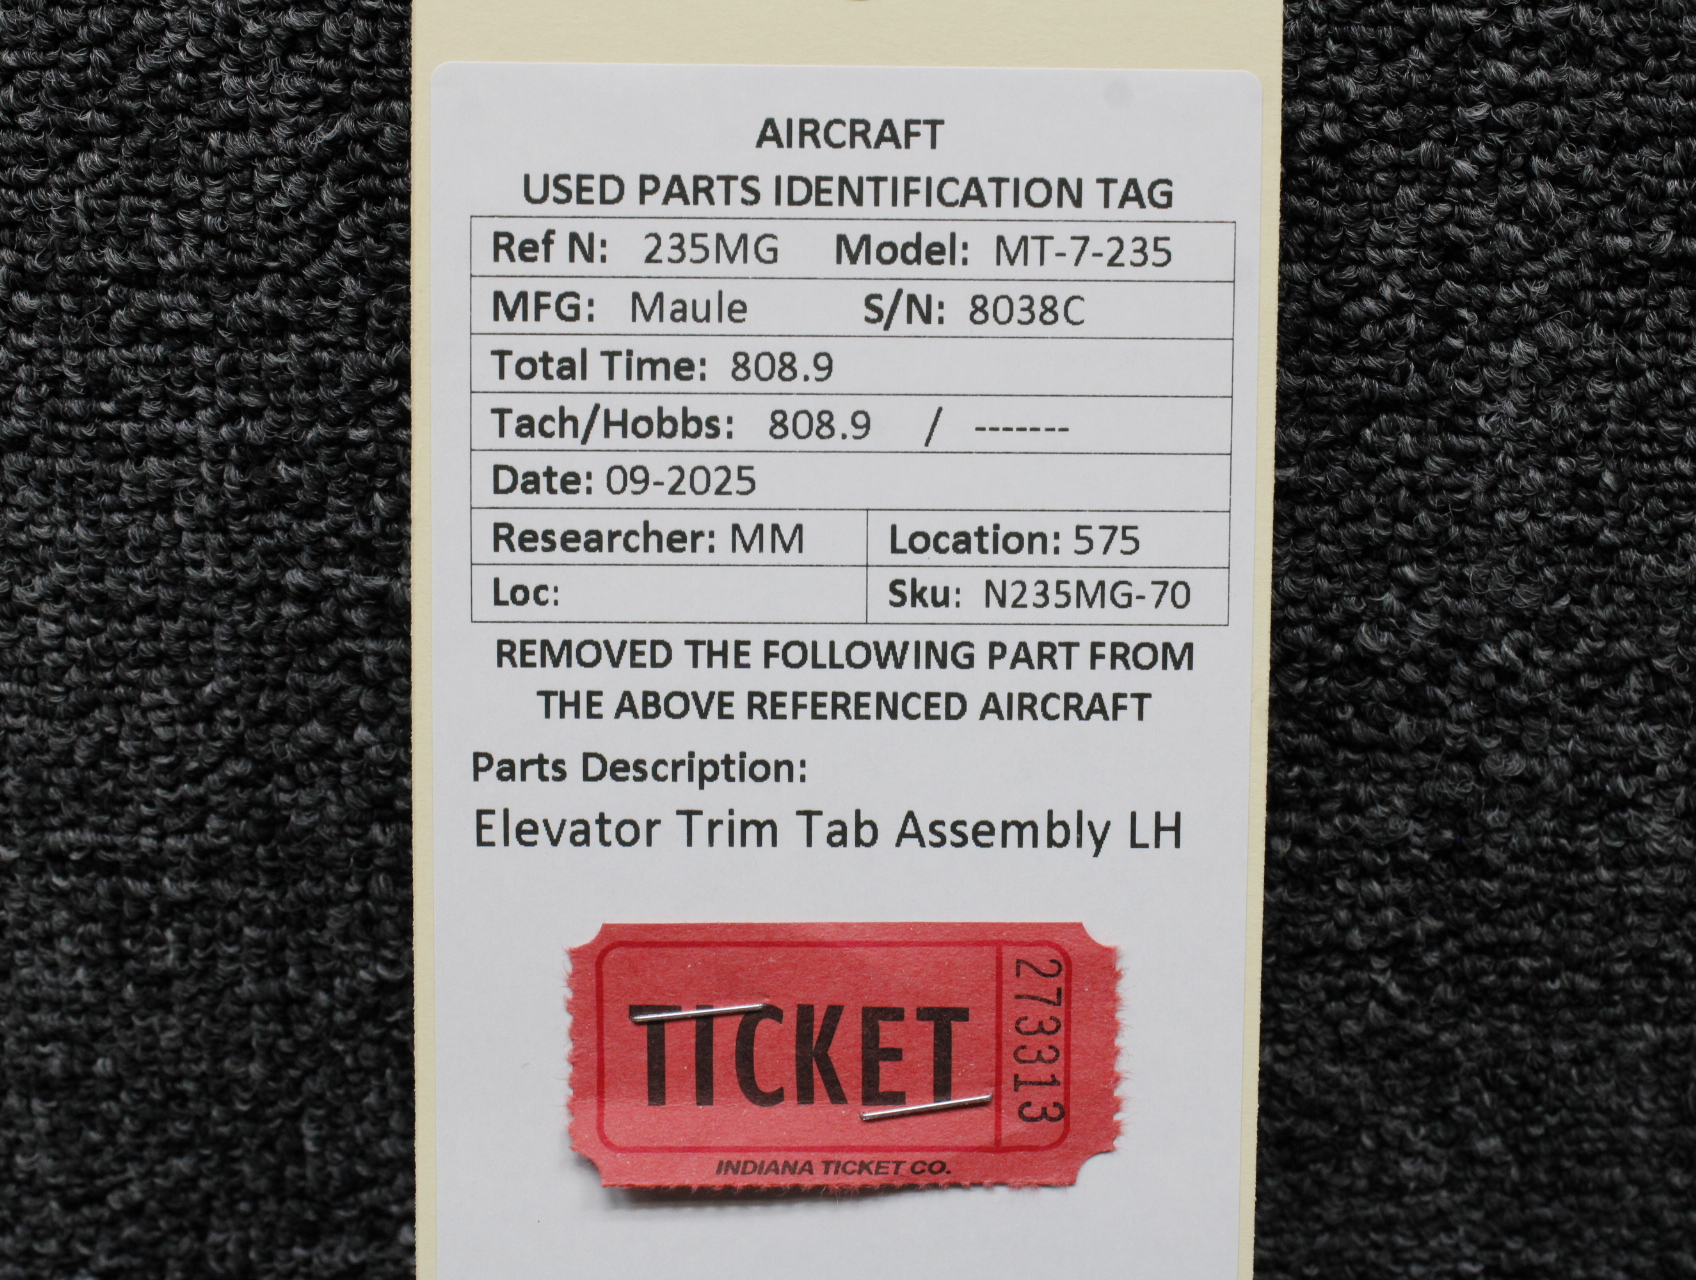 AIRCRAFT
USED PARTS IDENTIFICATION TAG
Ref N: 235MG Model: MT-7-235
MFG: Maule S/N: 8038C
Total Time: 808.9
Tach/Hobbs: 808.9 / -------
Date: 09-2025
Researcher: MM Location: 575
Loc: Sku: N235MG-70
REMOVED THE FOLLOWING PART FROM
THE ABOVE REFERENCED AIRCRAFT
Parts Description:
Elevator Trim Tab Assembly LH
TICKET
273313
INDIANA TICKET CO.